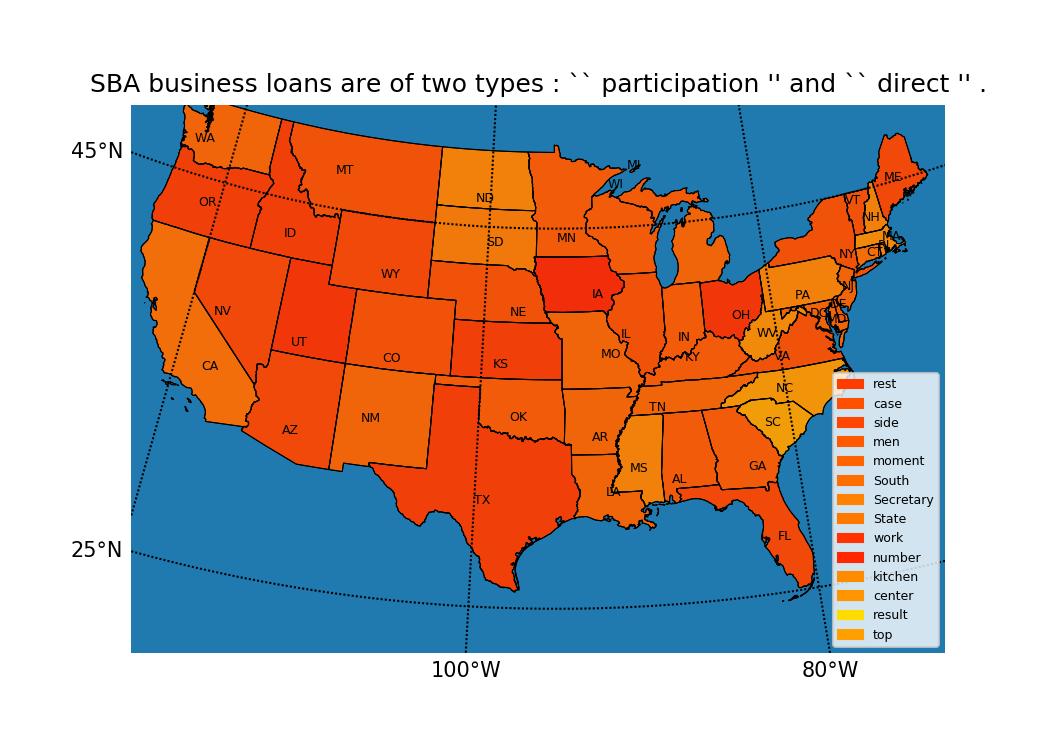 SBA business loans are of two types : `` participation '' and `` direct '' .
45°N
25°N
100°W
80°W
WA
OR
ID
MT
ND
SD
WY
NV
UT
CA
CO
AZ
NM
NE
KS
OK
TX
MN
WI
MI
IA
IL
MO
AR
LA
MS
AL
TN
KY
IN
OH
WV
VA
NC
SC
GA
FL
PA
NY
VT
NH
ME
MA
RI
CT
NJ
DE
DC
MD
rest
case
side
men
moment
South
Secretary
State
work
number
kitchen
center
result
top